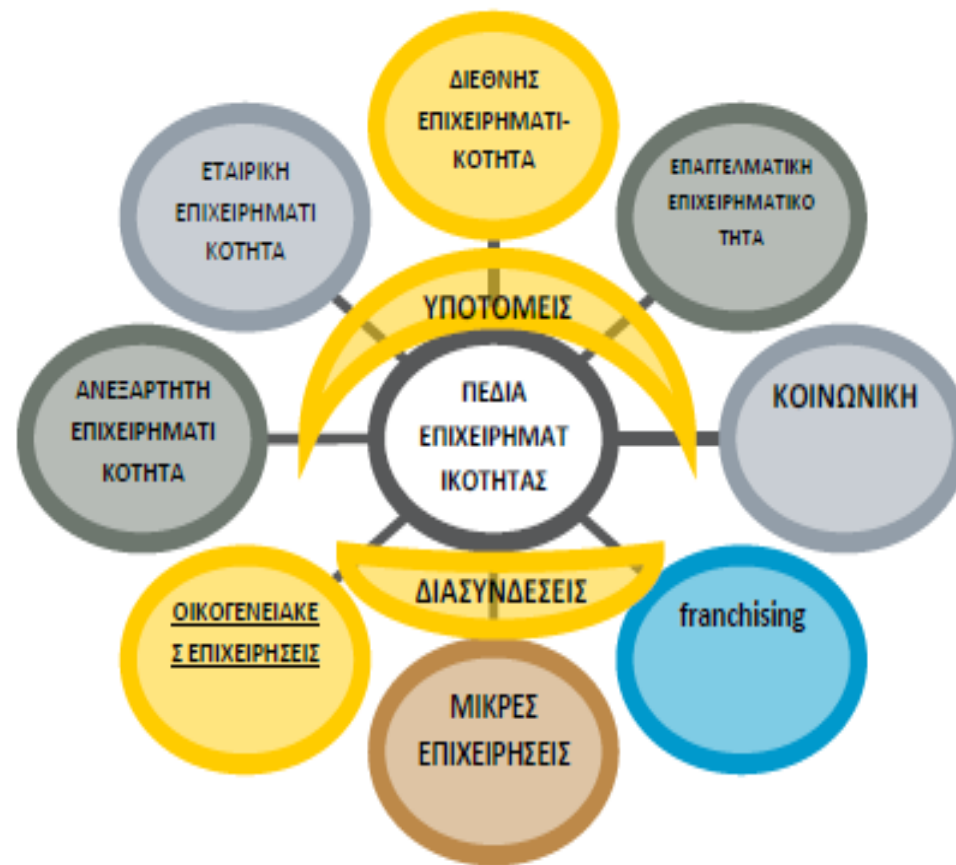 ΔΙΕΘΝΗΣ
ΕΠΙΧΕΙΡΗΜΑΤΙ-
ΚΟΤΗΤΑ
ΕΠΑΓΓΕΛΜΑΤΙΚΗ
ΕΠΙΧΕΙΡΗΜΑΤΙΚΟ
ΤΗΤΑ
ΕΤΑΙΡΙΚΗ
ΕΠΙΧΕΙΡΗΜΑΤΙ
ΚΟΤΗΤΑ
ΥΠΟΤΟΜΕΙΣ
ΑΝΕΞΑΡΤΗΤΗ
ΕΠΙΧΕΙΡΗΜΑΤΙ
ΚΟΤΗΤΑ
ΠΕΔΙΑ
ΕΠΙΧΕΙΡΗΜΑΤ
ΙΚΟΤΗΤΑΣ
ΚΟΙΝΩΝΙΚΗ
ΔΙΑΣΥΝΔΕΣΕΙΣ
ΟΙΚΟΓΕΝΕΙΑΚΕ
Σ ΕΠΙΧΕΙΡΗΣΕΙΣ
franchising
ΜΙΚΡΕΣ
ΕΠΙΧΕΙΡΗΣΕΙΣ